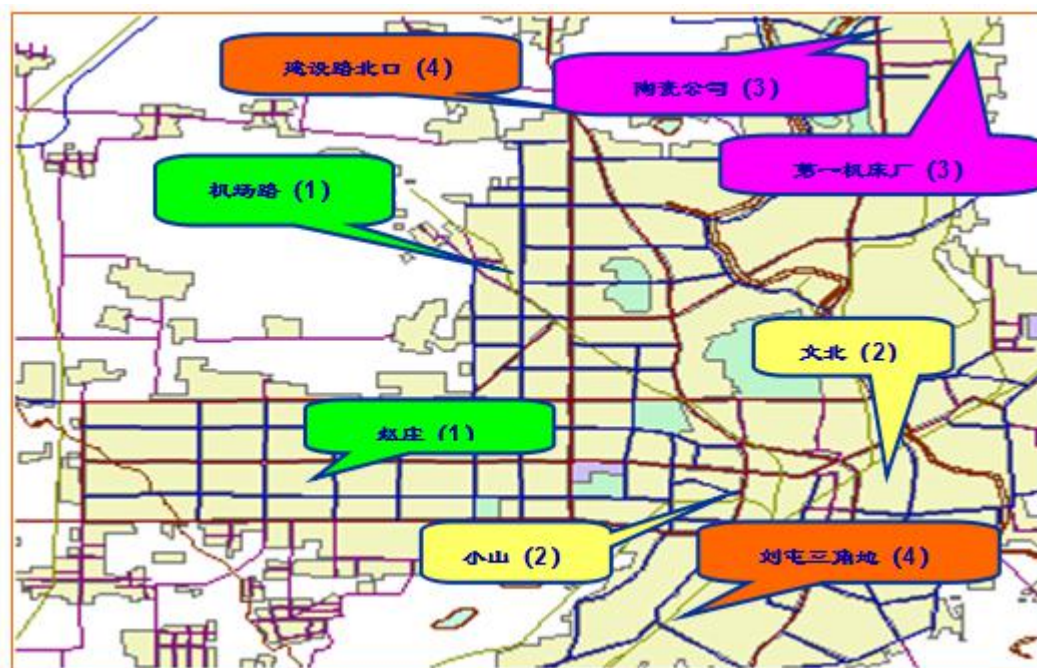 建设路北口 (4)
陶瓷公司 (3)
第一机床厂 (3)
机场路 (1)
文北 (2)
赵庄 (1)
小山 (2)
刘屯三角地 (4)